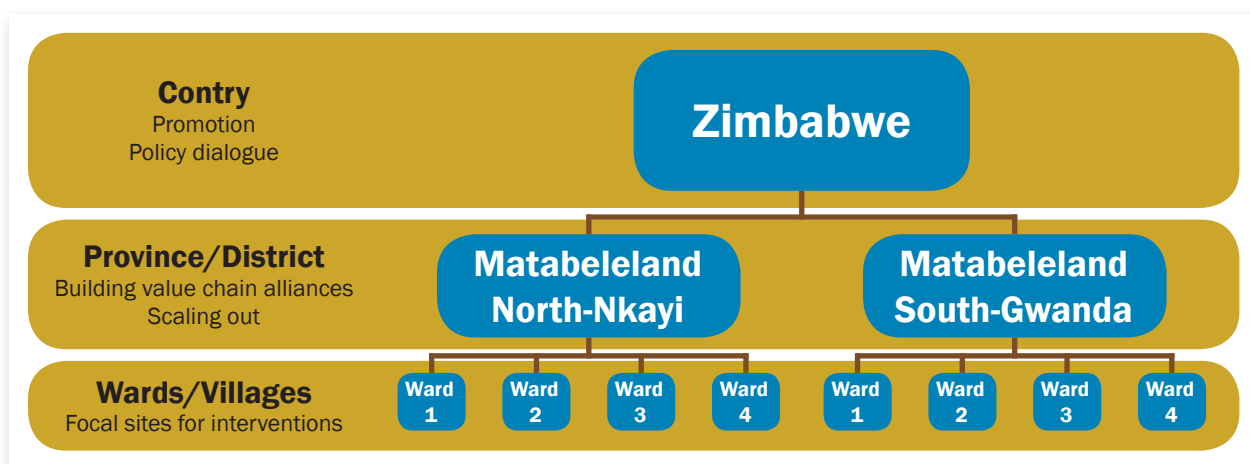 Contry
Promotion
Policy dialogue
Zimbabwe
Province/District
Building value chain alliances
Scaling out
Matabeleland
North-Nkayi
Matabeleland
South-Gwanda
Wards/Villages
Focal sites for interventions
Ward
1
Ward
2
Ward
3
Ward
4
Ward
1
Ward
2
Ward
3
Ward
4